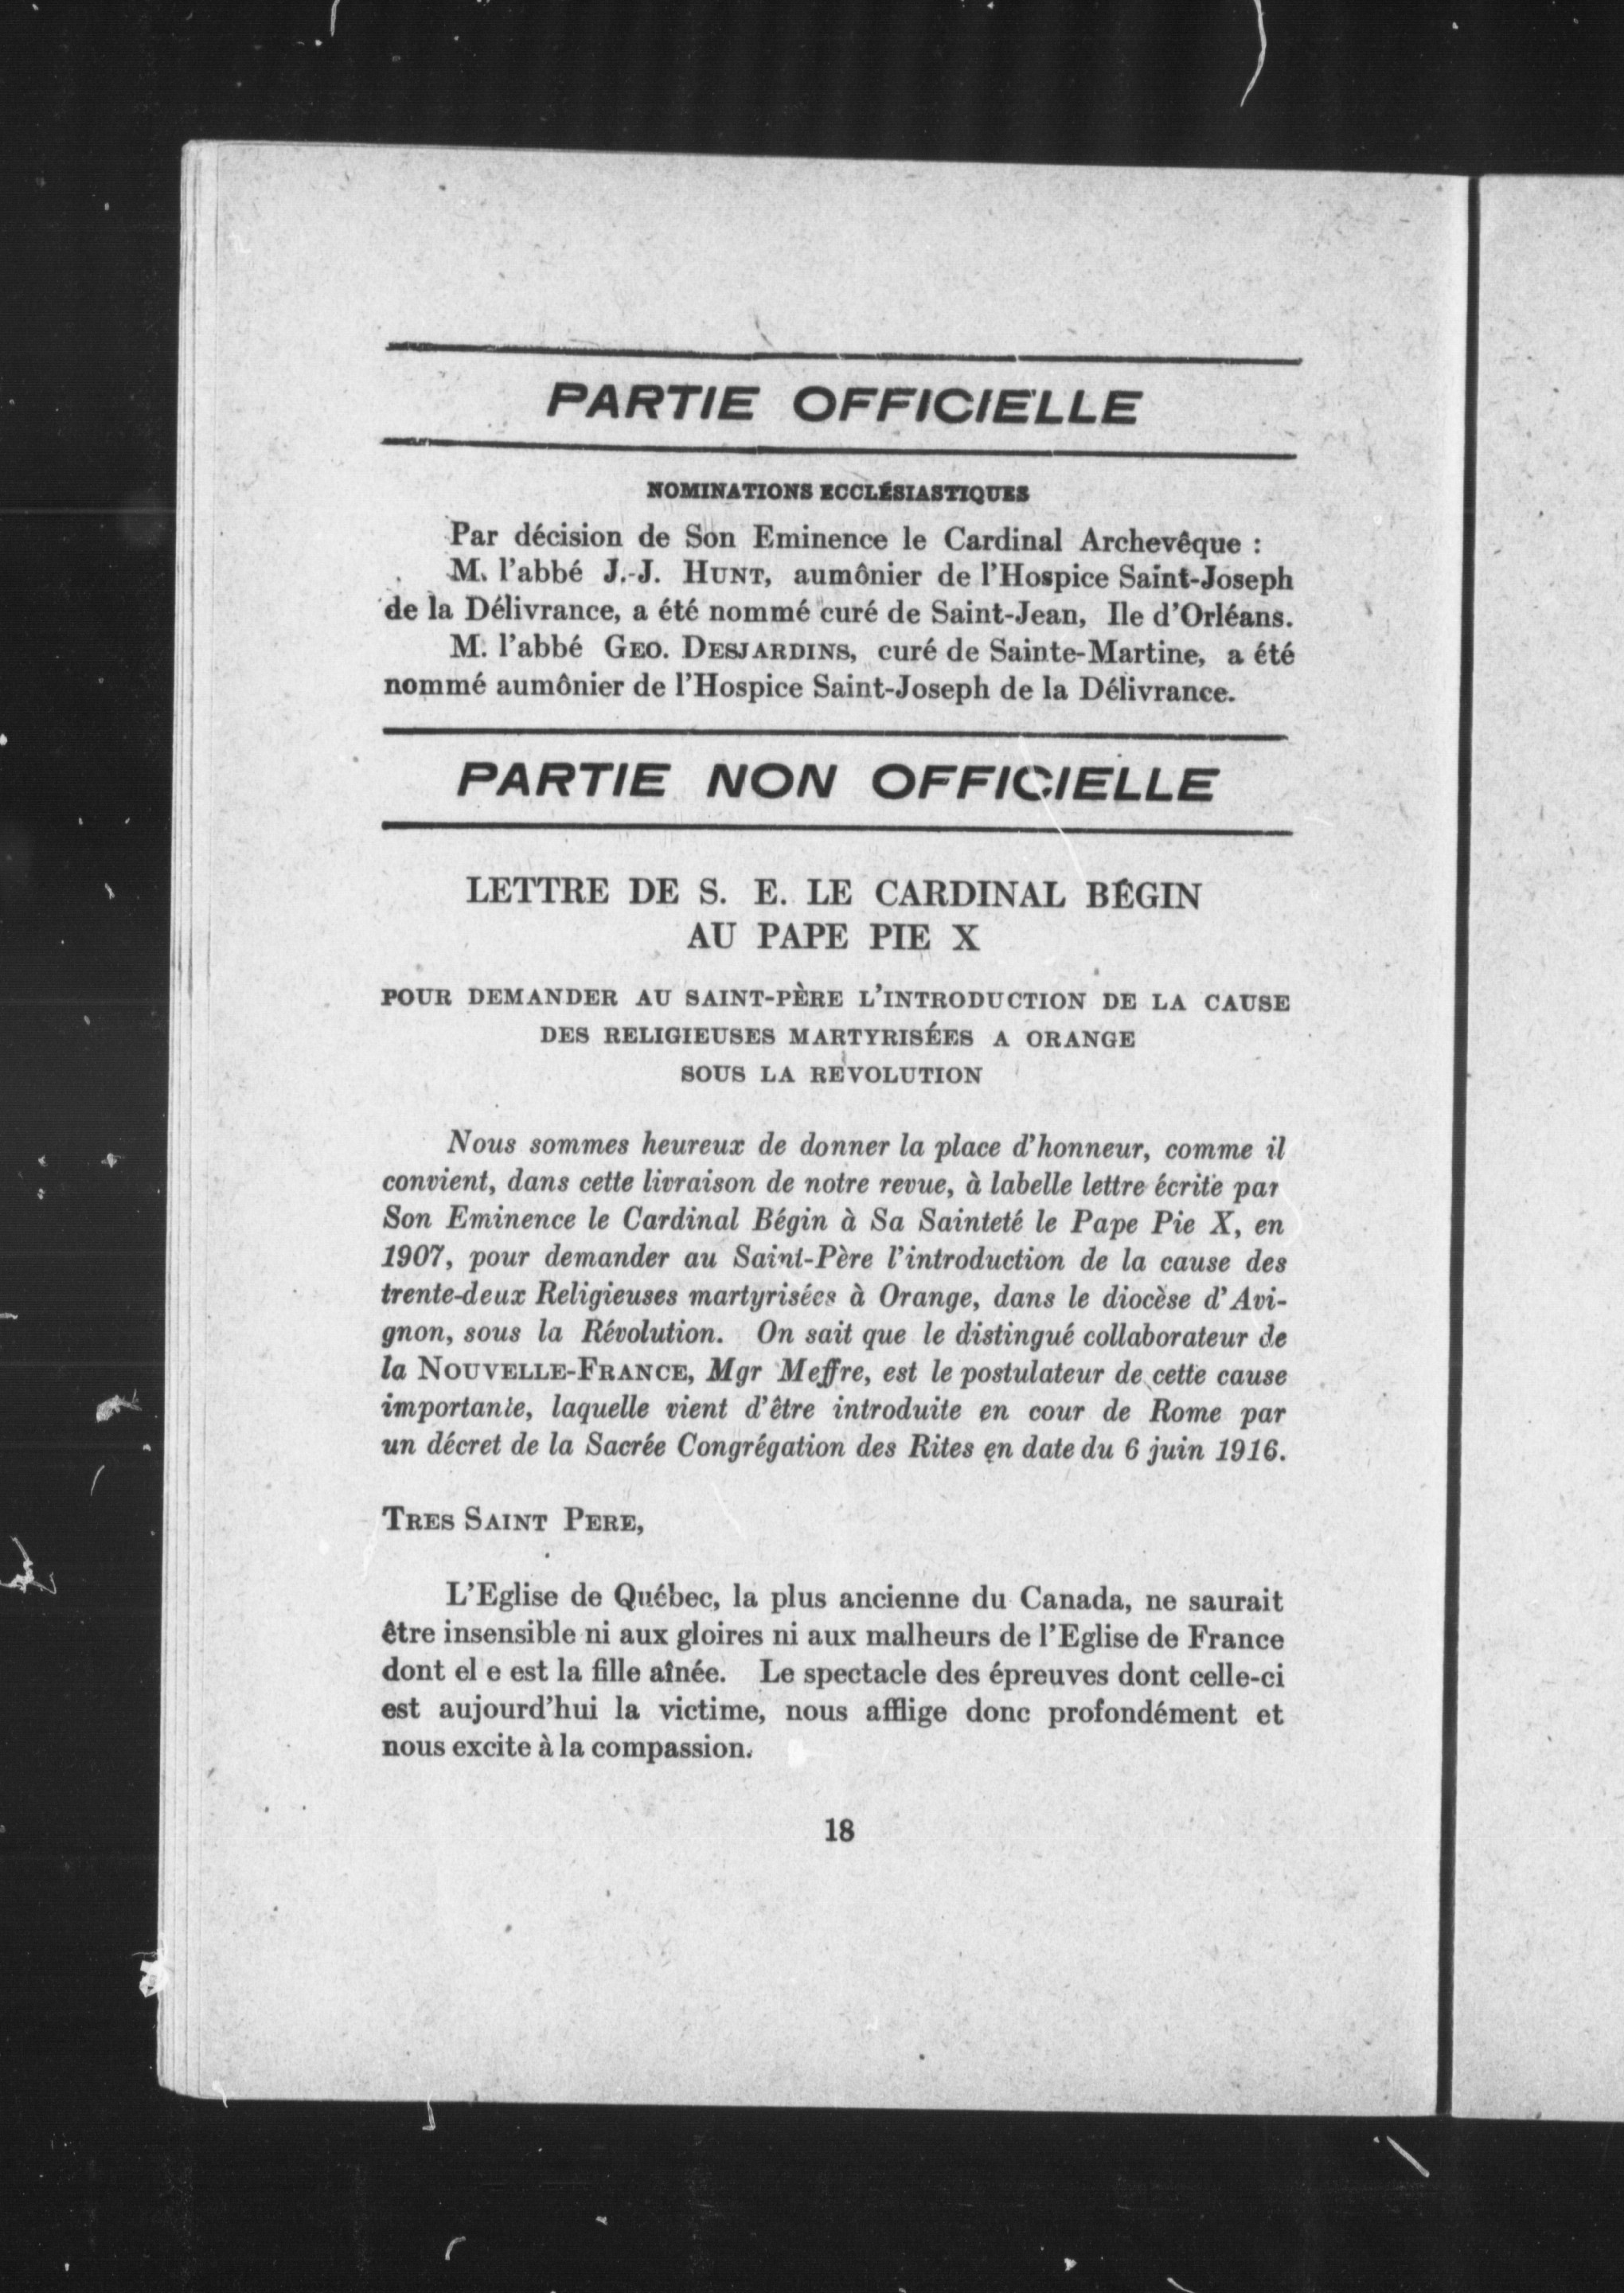 PARTIE OFFICIELLE
NOMINATIONS ECCLÉSIASTIQUES
Par décision de Son Eminence le Cardinal Archevêque :
M. l'abbé J.-J. HUNT, aumônier de l'Hospice Saint-Joseph
de la Délivrance, a été nommé curé de Saint-Jean, Ile d'Orléans.
M. l'abbé GEO. DESJARDINS, curé de Sainte-Martine, a été
nommé aumônier de l'Hospice Saint-Joseph de la Délivrance.
PARTIE NON OFFICIELLE
LETTRE DE S. E. LE CARDINAL BÉGIN
AU PAPE PIE X
POUR DEMANDER AU SAINT-PÈRE L'INTRODUCTION DE LA CAUSE
DES RELIGIEUSES MARTYRISÉES A ORANGE
SOUS LA REVOLUTION
Nous sommes heureux de donner la place d'honneur, comme il
convient, dans cette livraison de notre revue, à labelle lettre écrite par
Son Eminence le Cardinal Bégin à Sa Sainteté le Pape Pie X, en
1907, pour demander au Saint-Père l'introduction de la cause des
trente-deux Religieuses martyrisées à Orange, dans le diocèse d'Avi-
gnon, sous la Révolution. On sait que le distingué collaborateur de
la NOUVELLE-FRANCE, Mgr Meffre, est le postulateur de cette cause
importante, laquelle vient d'être introduite en cour de Rome par
un décret de la Sacrée Congrégation des Rites en date du 6 juin 1916.
TRES SAINT PERE,
L'Eglise de Québec, la plus ancienne du Canada, ne saurait
être insensible ni aux gloires ni aux malheurs de l'Eglise de France
dont el e est la fille aînée. Le spectacle des épreuves dont celle-ci
est aujourd'hui la victime, nous afflige donc profondément et
nous excite à la compassion.
18